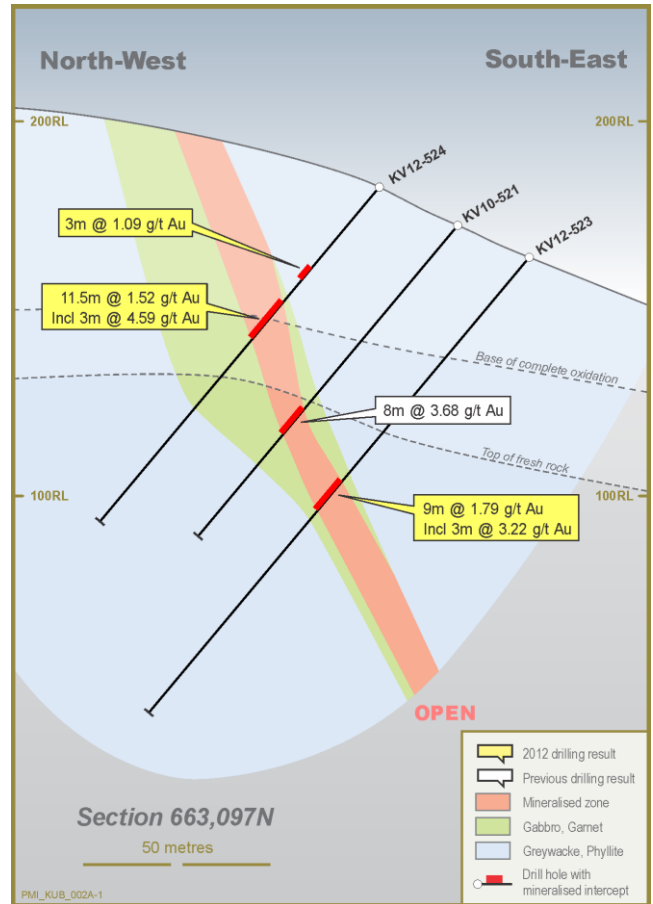 North-West
South-East
200RL
200RL
KV12-524
KV10-521
KV12-523
3m @ 1.09 g/t Au
11.5m @ 1.52 g/t Au
Incl 3m @ 4.59 g/t Au
Base of complete oxidation
8m @ 3.68 g/t Au
Top of fresh rock
100RL
100RL
9m @ 1.79 g/t Au
Incl 3m @ 3.22 g/t Au
OPEN
2012 drilling result
Previous drilling result
Mineralised zone
Gabbro, Garnet
Greywacke, Phyllite
Drill hole with
mineralised intercept
Section 663,097N
50 metres
PMI_KUB_002A-1